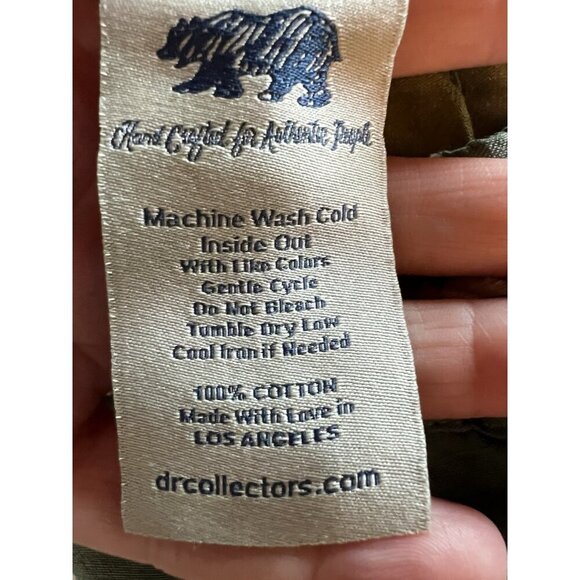 Hand Crafted for Authentic People
Machine Wash Cold
Inside Out
With Like Colors
Gentle Cycle
Do Not Bleach
Tumble Dry Low
Cool Iron if Needed
100% COTTON
Made With Love in
LOS ANGELES
drcollectors.com